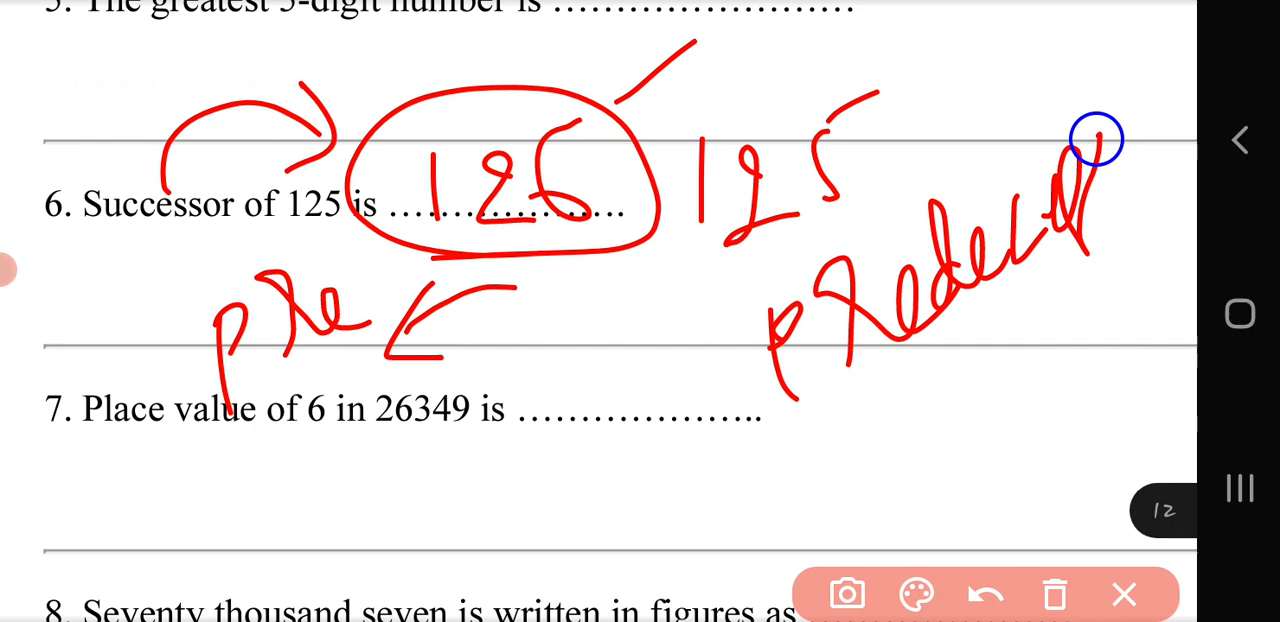 5. The greatest 5-digit number is ........................
6. Successor of 125 is .................. 126 125
pre
7. Place value of 6 in 26349 is ...................
12
8. Seventy thousand seven is written in figures as